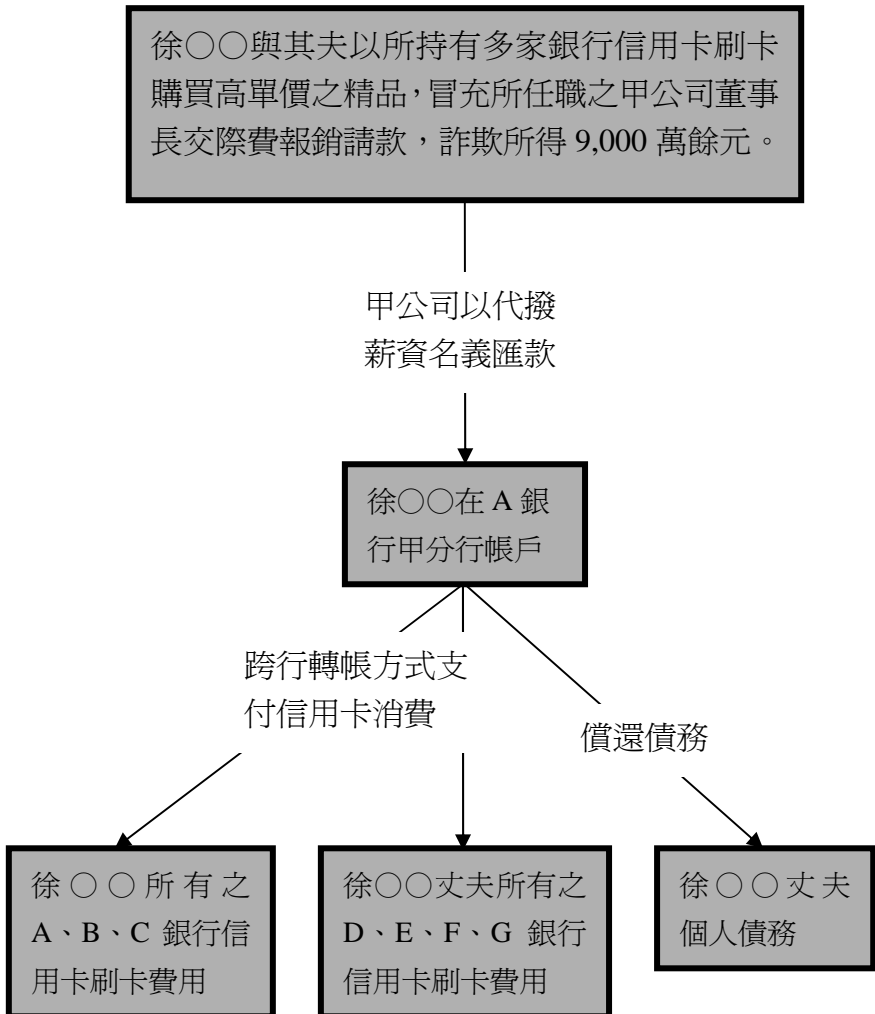 徐○○與其夫以所持有多家銀行信用卡刷卡
購買高單價之精品，冒充所任職之甲公司董事
長交際費報銷請款，詐欺所得 9,000 萬餘元。
甲公司以代撥
薪資名義匯款
徐○○在 A 銀
行甲分行帳戶
跨行轉帳方式支
付信用卡消費
償還債務
徐○○所有之
A、B、C 銀行信
用卡刷卡費用
徐○○丈夫所有之
D、E、F、G 銀行
信用卡刷卡費用
徐○○丈夫
個人債務